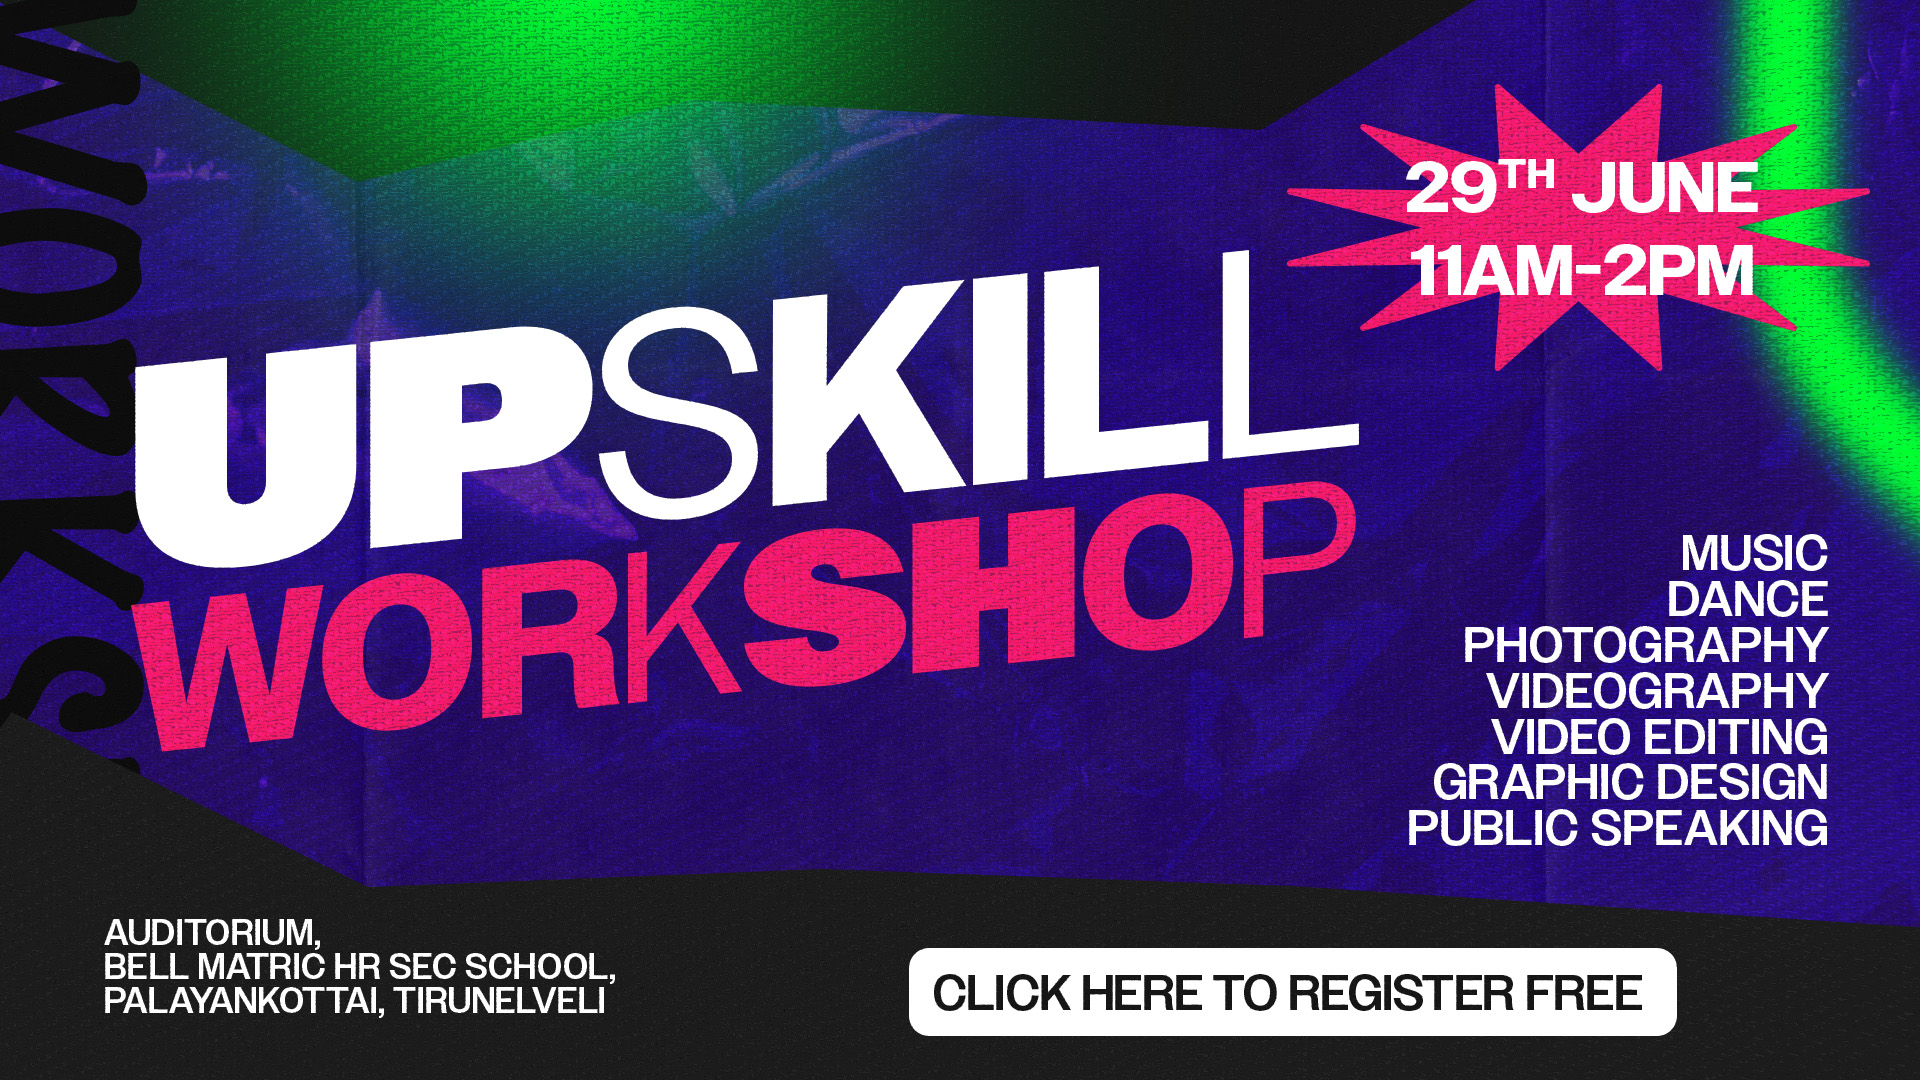 WORKS
29TH JUNE
11AM-2PM
UPSKILL
WORKSHOP
MUSIC
DANCE
PHOTOGRAPHY
VIDEOGRAPHY
VIDEO EDITING
GRAPHIC DESIGN
PUBLIC SPEAKING
AUDITORIUM,
BELL MATRIC HR SEC SCHOOL,
PALAYANKOTTAI, TIRUNELVELI
CLICK HERE TO REGISTER FREE